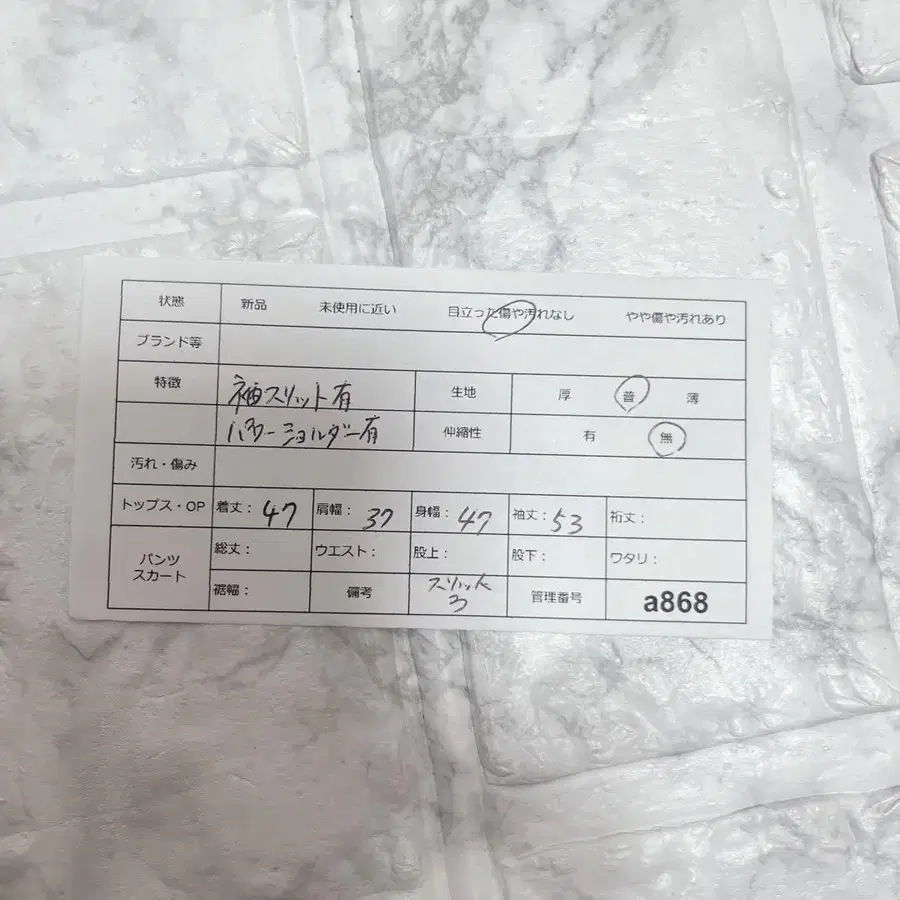 状態 新品 未使用に近い 目立った傷や汚れなし やや傷や汚れあり
ブランド等
特徴 袖スリット有 生地 厚 普 薄
パワーショルダー有 伸縮性 有 無
汚れ・傷み
トップス・OP 着丈: 47 肩幅: 37 身幅: 47 袖丈: 53 裄丈:
パンツ スカート 総丈: ウエスト: 股上: 股下: ワタリ:
裾幅: 備考 スリット 3 管理番号 a868